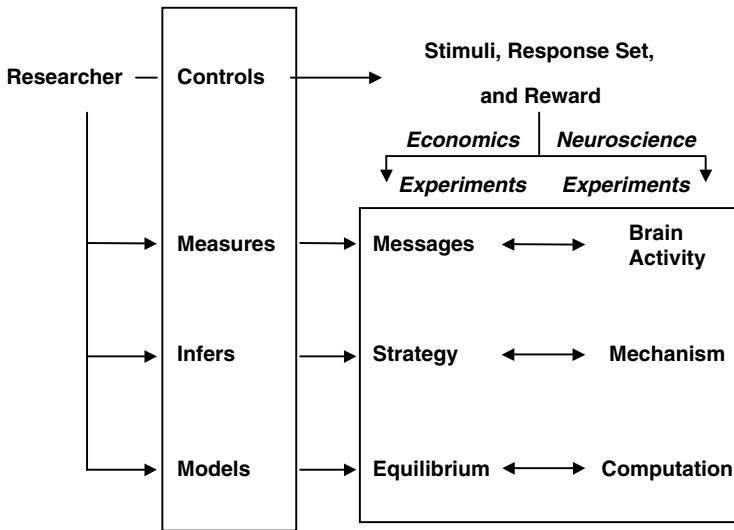 Stimuli, Response Set,
Researcher Controls
and Reward
Economics Neuroscience
Experiments Experiments
Measures Messages Brain
Activity
Infers Strategy Mechanism
Models Equilibrium Computation